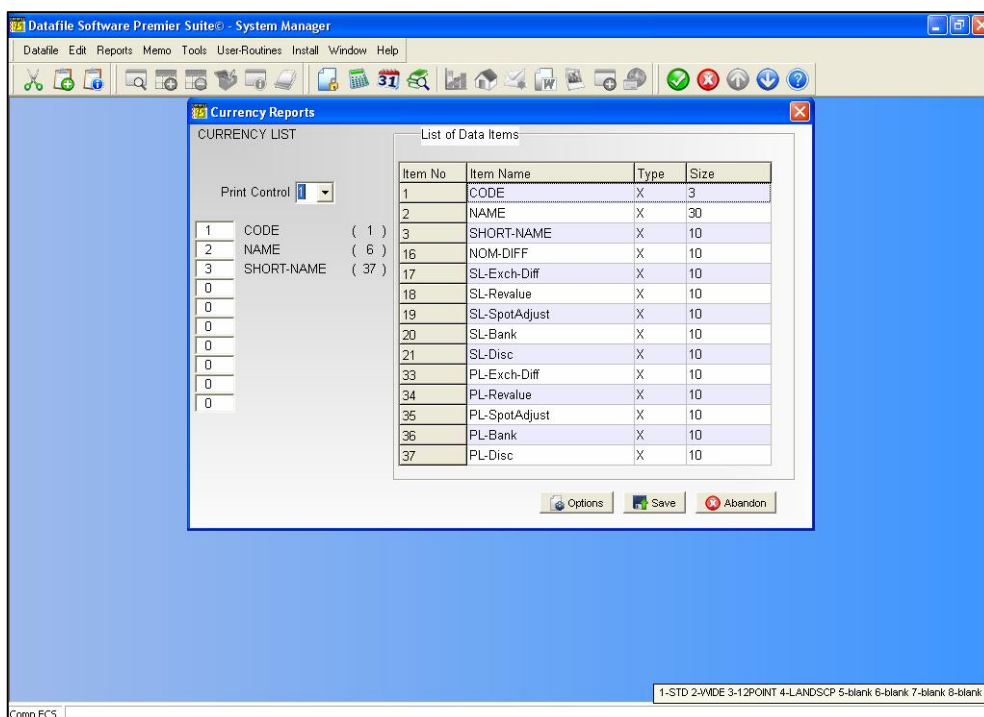 Datafile Software Premier Suite© - System Manager
Datafile Edit Reports Memo Tools User-Routines Install Window Help
31
Currency Reports
CURRENCY LIST
Print Control 1
1 CODE ( 1 )
2 NAME ( 6 )
3 SHORT-NAME ( 37 )
0
0
0
0
0
0
0
List of Data Items
Item No Item Name Type Size
1 CODE X 3
2 NAME X 30
3 SHORT-NAME X 10
16 NOM-DIFF X 10
17 SL-Exch-Diff X 10
18 SL-Revalue X 10
19 SL-SpotAdjust X 10
20 SL-Bank X 10
21 SL-Disc X 10
33 PL-Exch-Diff X 10
34 PL-Revalue X 10
35 PL-SpotAdjust X 10
36 PL-Bank X 10
37 PL-Disc X 10
Options Save Abandon
1-STD 2-WIDE 3-12POINT 4-LANDSCP 5-blank 6-blank 7-blank 8-blank
Comp ECS